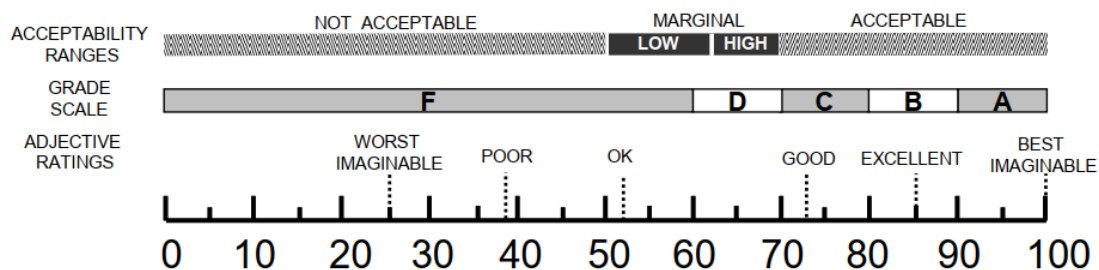 ACCEPTABILITY RANGES
NOT ACCEPTABLE
MARGINAL
ACCEPTABLE
LOW
HIGH
GRADE SCALE
F
D
C
B
A
ADJECTIVE RATINGS
WORST IMAGINABLE
POOR
OK
GOOD
EXCELLENT
BEST IMAGINABLE
0 10 20 30 40 50 60 70 80 90 100